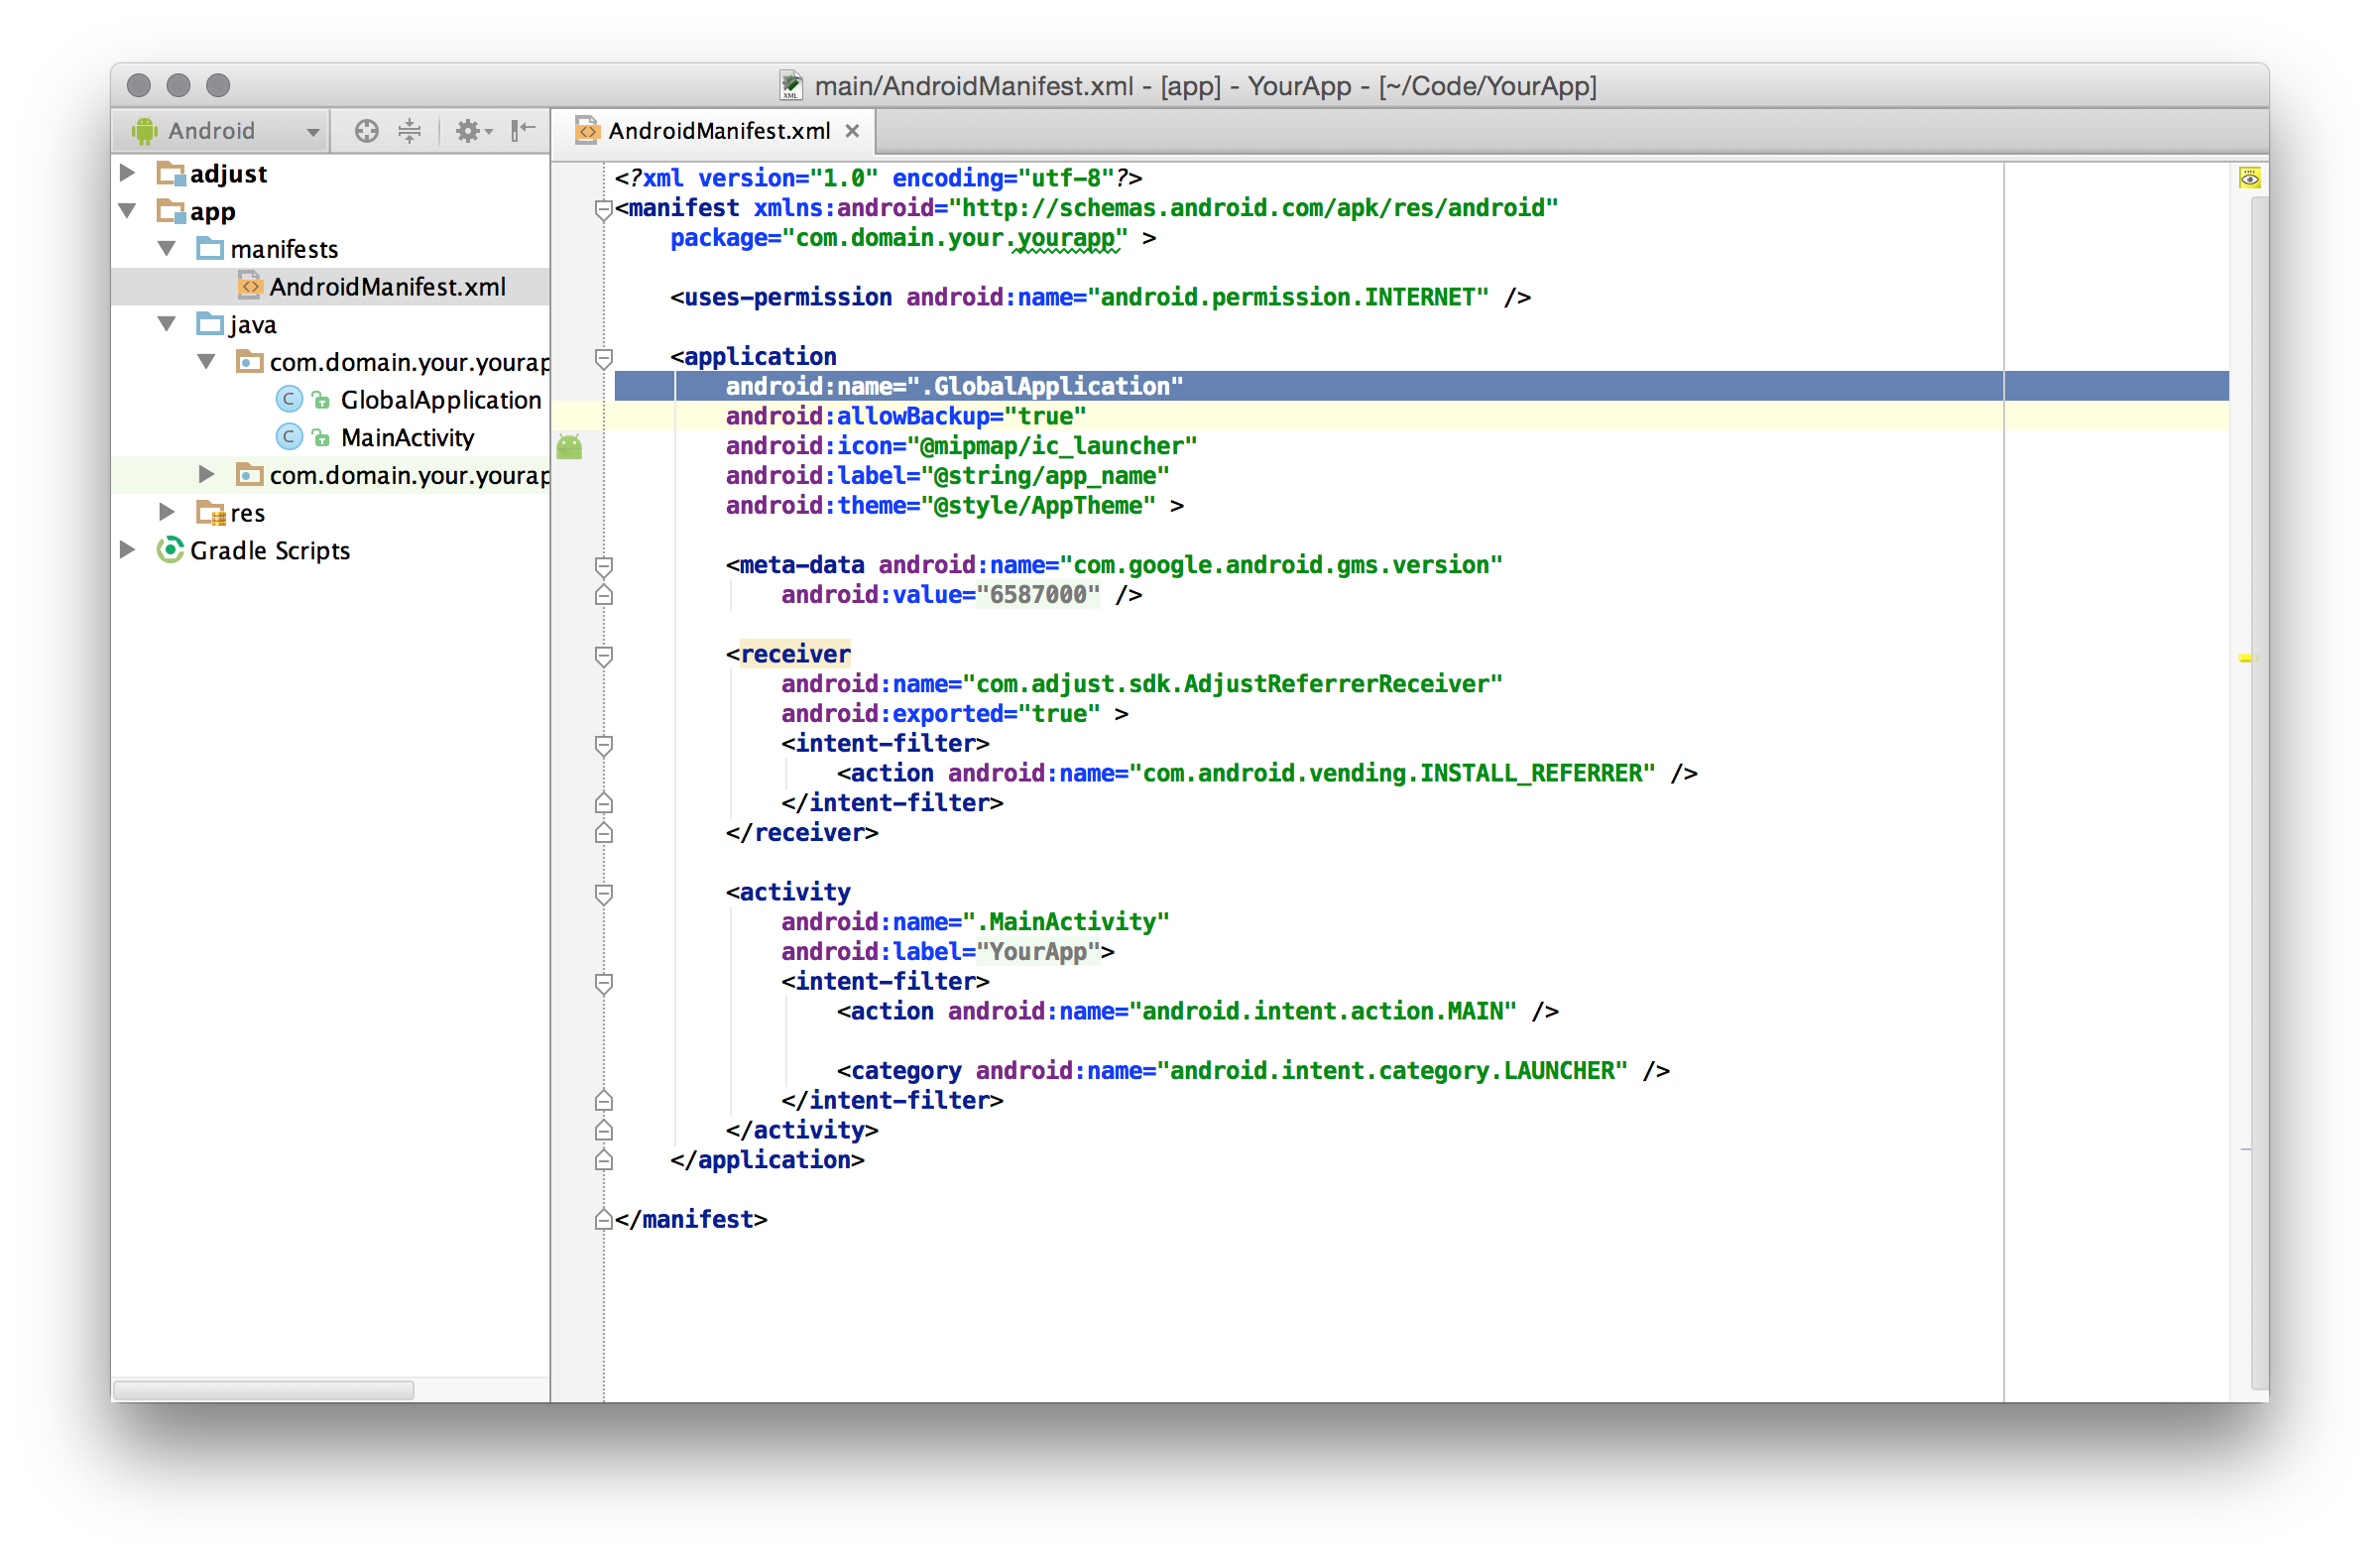 main/AndroidManifest.xml - [app] - YourApp - [~/Code/YourApp]
Android
AndroidManifest.xml
adjust
app
manifests
AndroidManifest.xml
java
com.domain.your.yourap
GlobalApplication
MainActivity
com.domain.your.yourap
res
Gradle Scripts
<?xml version="1.0" encoding="utf-8"?>
<manifest xmlns:android="http://schemas.android.com/apk/res/android"
package="com.domain.your.yourapp" >
<uses-permission android:name="android.permission.INTERNET" />
<application
android:name=".GlobalApplication"
android:allowBackup="true"
android:icon="@mipmap/ic_launcher"
android:label="@string/app_name"
android:theme="@style/AppTheme" >
<meta-data android:name="com.google.android.gms.version"
android:value="6587000" />
<receiver
android:name="com.adjust.sdk.AdjustReferrerReceiver"
android:exported="true" >
<intent-filter>
<action android:name="com.android.vending.INSTALL_REFERRER" />
</intent-filter>
</receiver>
<activity
android:name=".MainActivity"
android:label="YourApp">
<intent-filter>
<action android:name="android.intent.action.MAIN" />
<category android:name="android.intent.category.LAUNCHER" />
</intent-filter>
</activity>
</application>
</manifest>